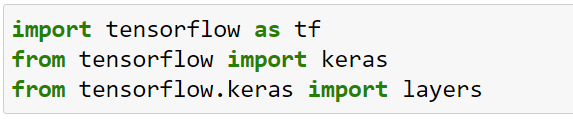 import tensorflow as tf
from tensorflow import keras
from tensorflow.keras import layers